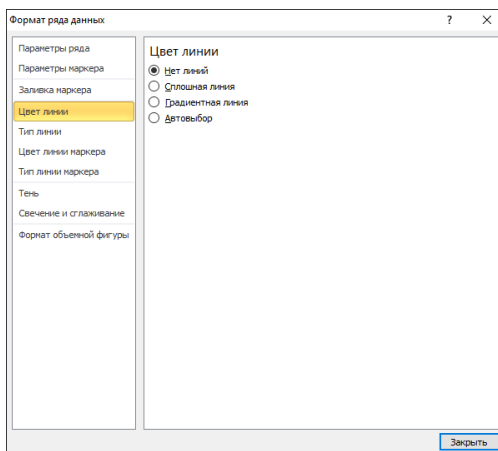 Формат ряда данных ?
Параметры ряда
Параметры маркера
Заливка маркера
Цвет линии
Тип линии
Цвет линии маркера
Тип линии маркера
Тень
Свечение и сглаживание
Формат объемной фигуры
Цвет линии
Нет линий
Сплошная линия
Градиентная линия
Автовыбор
Закрыть